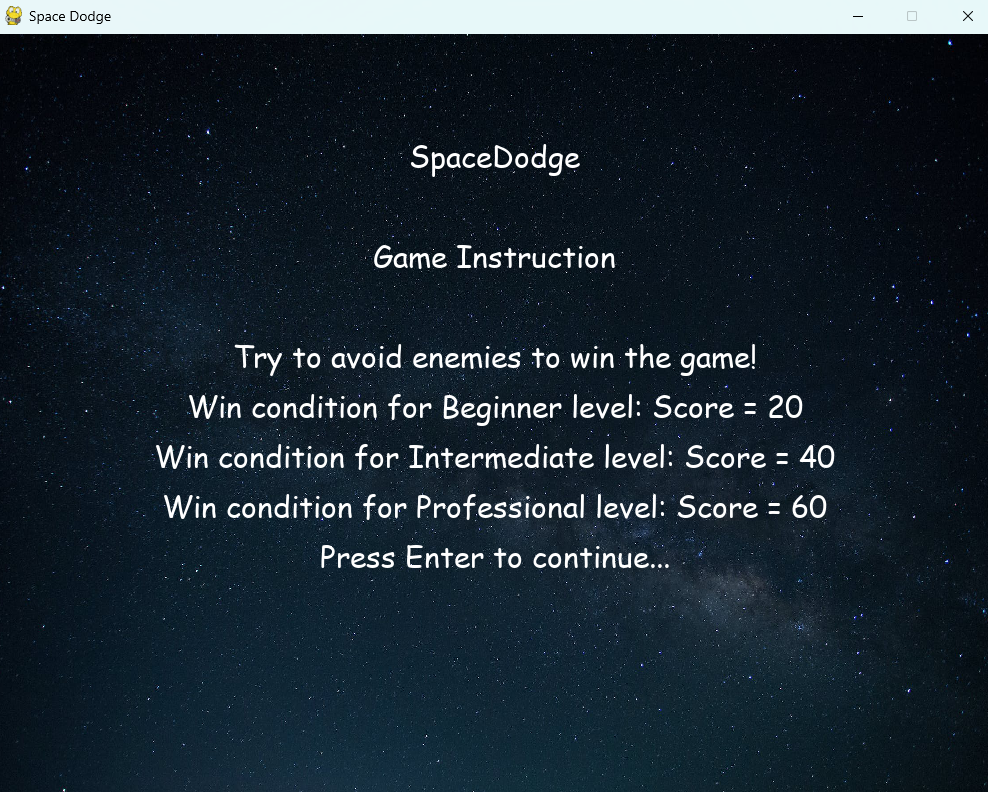 Space Dodge
SpaceDodge
Game Instruction
Try to avoid enemies to win the game!
Win condition for Beginner level: Score = 20
Win condition for Intermediate level: Score = 40
Win condition for Professional level: Score = 60
Press Enter to continue...